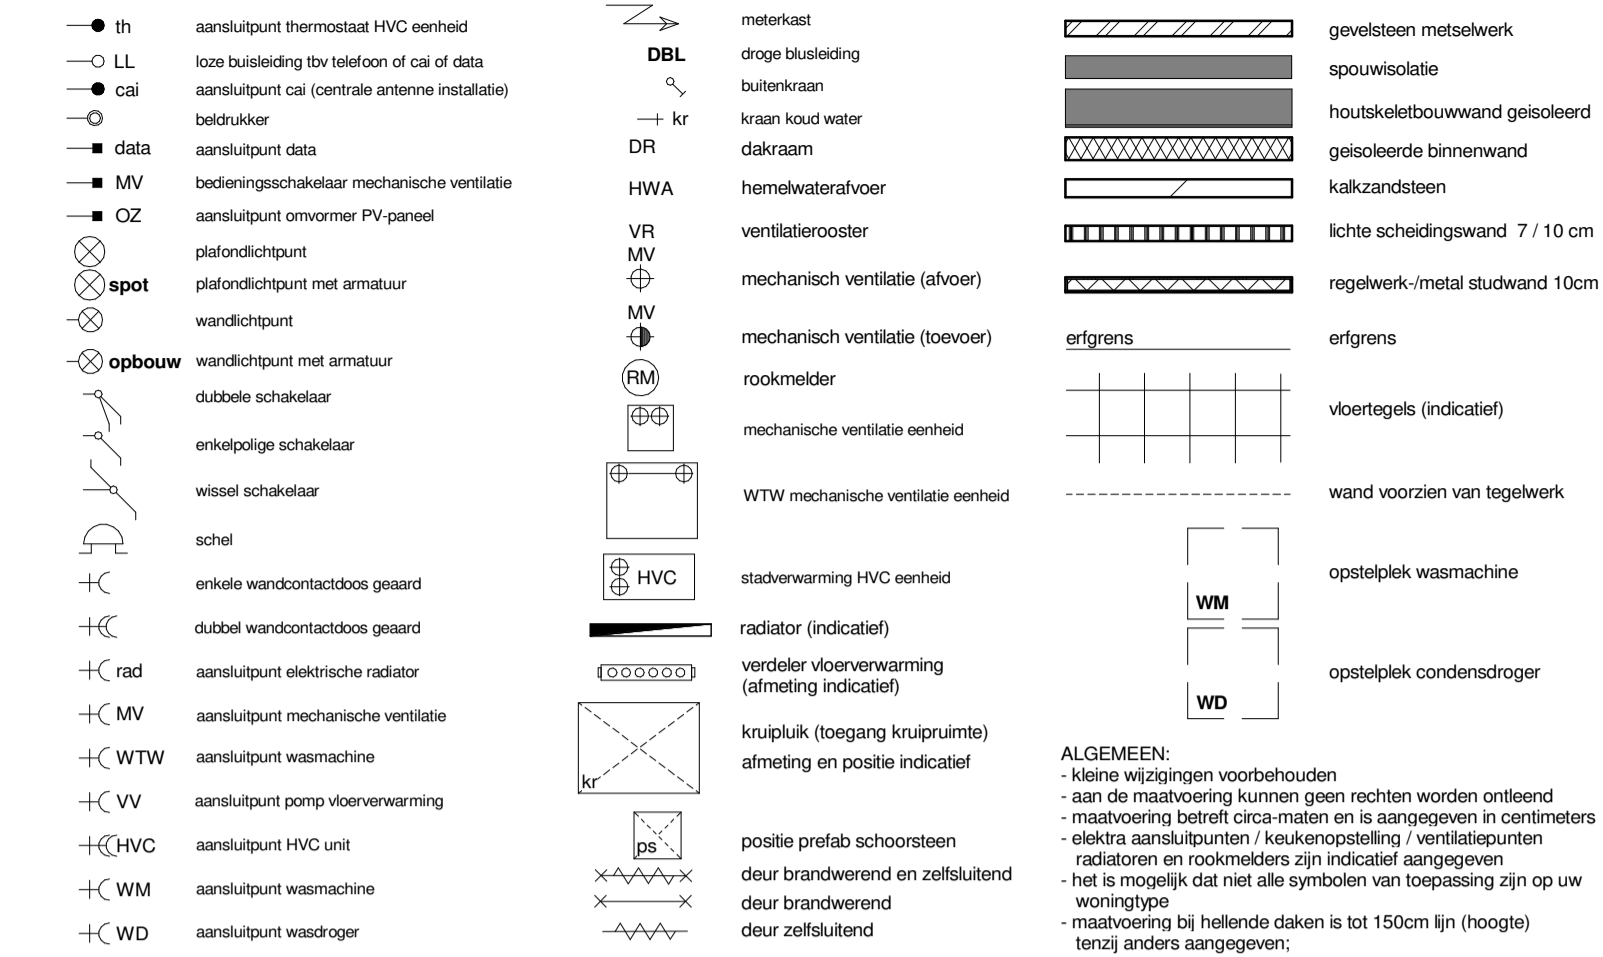 th aansluitpunt thermostaat HVC eenheid
LL loze buisleiding tbv telefoon of cai of data
cai aansluitpunt cai (centrale antenne installatie)
beldrukker
data aansluitpunt data
MV bedieningsschakelaar mechanische ventilatie
OZ aansluitpunt omvormer PV-paneel
plafondlichtpunt
spot plafondlichtpunt met armatuur
wandlichtpunt
opbouw wandlichtpunt met armatuur
dubbele schakelaar
enkelpolige schakelaar
wissel schakelaar
schel
enkele wandcontactdoos geaard
dubbel wandcontactdoos geaard
rad aansluitpunt elektrische radiator
MV aansluitpunt mechanische ventilatie
WTW aansluitpunt wasmachine
VV aansluitpunt pomp vloerverwarming
HVC aansluitpunt HVC unit
WM aansluitpunt wasmachine
WD aansluitpunt wasdroger
meterkast
DBL droge blusleiding
buitenkraan
kr kraan koud water
DR dakraam
HWA hemelwaterafvoer
VR ventilatierooster
MV
mechanisch ventilatie (afvoer)
MV
mechanisch ventilatie (toevoer)
RM rookmelder
mechanische ventilatie eenheid
WTW mechanische ventilatie eenheid
HVC stadverwarming HVC eenheid
radiator (indicatief)
verdeler vloerverwarming
(afmeting indicatief)
kruipluik (toegang kruipruimte)
afmeting en positie indicatief
kr
ps positie prefab schoorsteen
deur brandwerend en zelfsluitend
deur brandwerend
deur zelfsluitend
gevelsteen metselwerk
spouwisolatie
houtskeletbouwwand geisoleerd
geisoleerde binnenwand
kalkzandsteen
lichte scheidingswand 7 / 10 cm
regelwerk-/metal studwand 10cm
erfgrens erfgrens
vloertegels (indicatief)
wand voorzien van tegelwerk
opstelplek wasmachine
WM
opstelplek condensdroger
WD
ALGEMEEN:
- kleine wijzigingen voorbehouden
- aan de maatvoering kunnen geen rechten worden ontleend
- maatvoering betreft circa-maten en is aangegeven in centimeters
- elektra aansluitpunten / keukenopstelling / ventilatiepunten
radiatoren en rookmelders zijn indicatief aangegeven
- het is mogelijk dat niet alle symbolen van toepassing zijn op uw
woningtype
- maatvoering bij hellende daken is tot 150cm lijn (hoogte)
tenzij anders aangegeven;